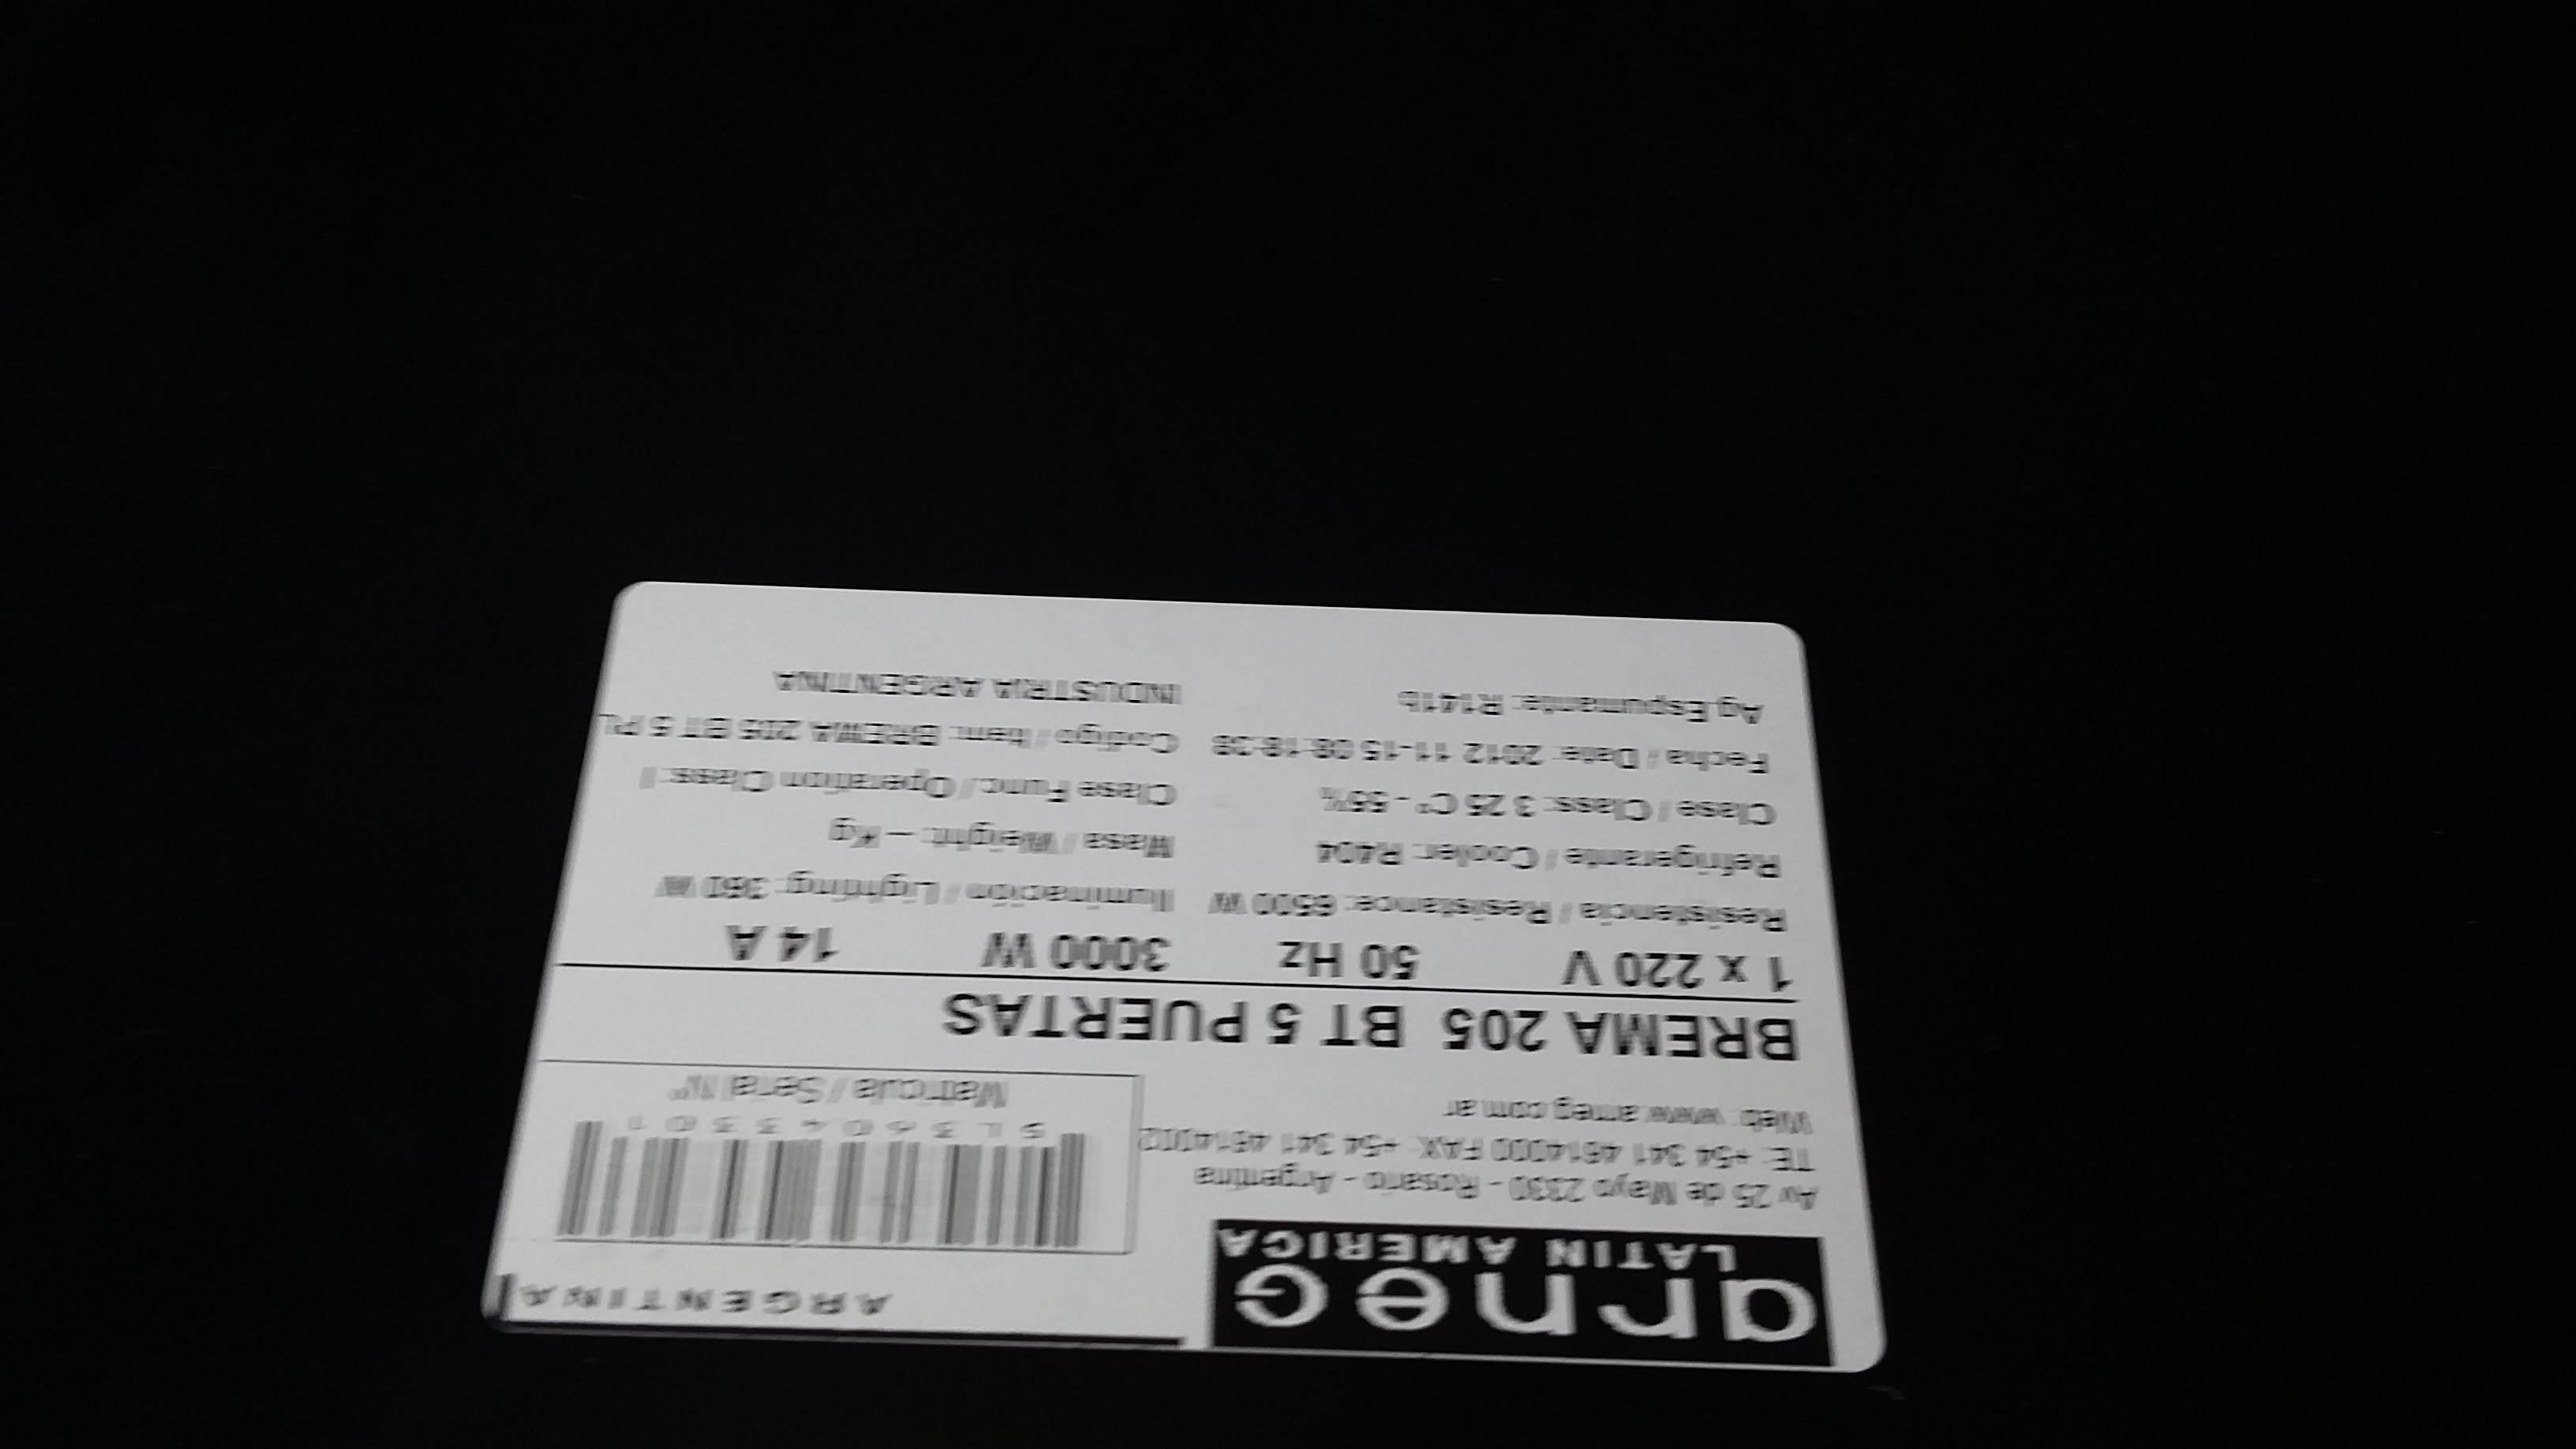 arneG
LATIN AMERICA
ARGENTINA
Av 25 de Mayo 2330 - Rosario - Argentina
TE: +54 341 4614000 FAX: +54 341 4614002
Web: www.arneg.com.ar
Matricula / Serial Nº
BREMA 205 BT 5 PUERTAS
1 x 220 V 50 Hz 3000 W 14 A
Resistencia / Resistance: 6500 W Iluminación / Lighting: 360 W
Refrigerante / Cooler: R404 Masa / Weight: -- Kg
Clase / Class: 3 25 Cº - 55% Clase Func./ Operation Class: I
Fecha / Date: 2012 11-15 08:18:38 Codigo / Item: BREMA 205 BT 5 PU
Ag.Espumante: R141b INDUSTRIA ARGENTINA